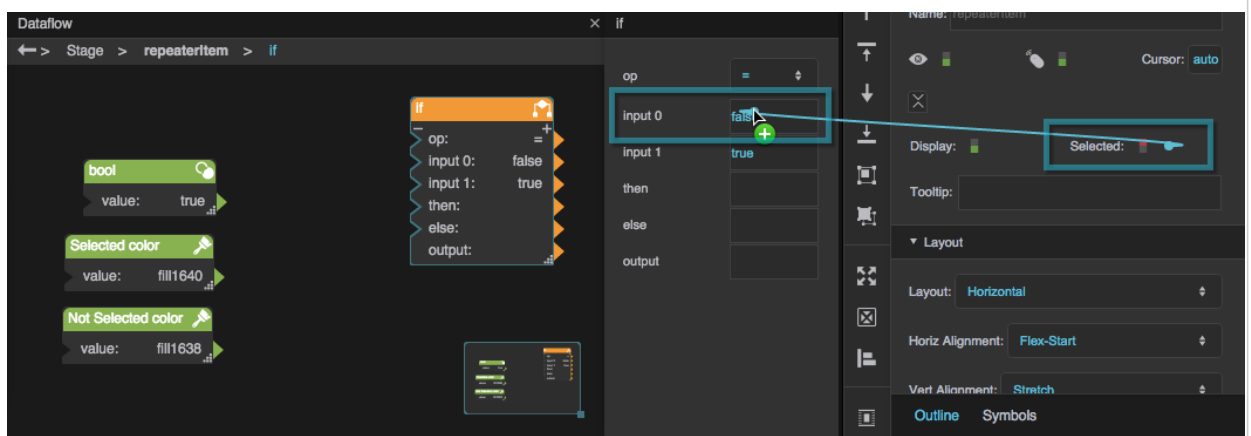 Dataflow
Stage > repeaterItem > if
if
op: =
input 0: false
input 1: true
then:
else:
output:
bool
value: true
Selected color
value: fill1640
Not Selected color
value: fill1638
if
op =
input 0
input 1 true
then
else
output
Name: repeaterItem
Cursor: auto
Display:
Selected:
Tooltip:
Layout
Layout: Horizontal
Horiz Alignment: Flex-Start
Vert Alignment: Stretch
Outline Symbols